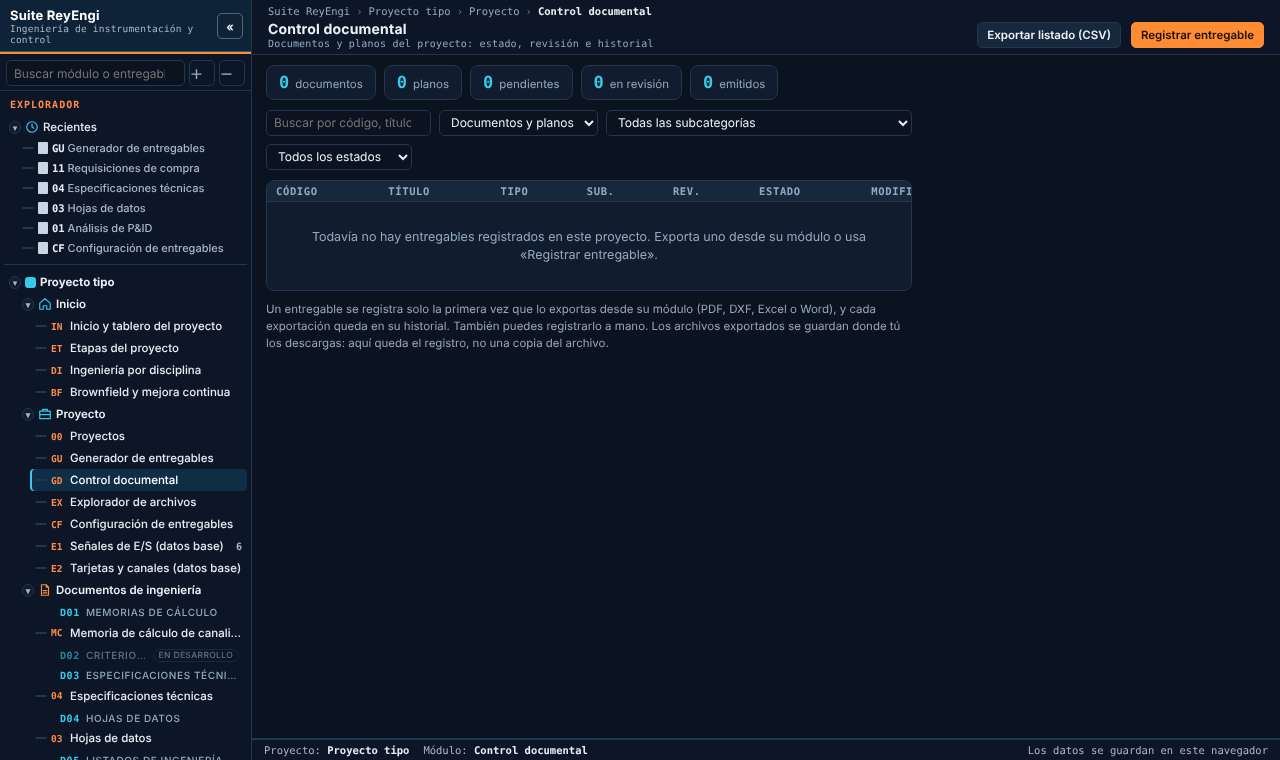 Suite ReyEngi
Ingeniería de instrumentación y
control
«
Buscar módulo o entregabl
+
−
EXPLORADOR
Recientes
GU Generador de entregables
11 Requisiciones de compra
04 Especificaciones técnicas
03 Hojas de datos
01 Análisis de P&ID
CF Configuración de entregables
Proyecto tipo
Inicio
IN Inicio y tablero del proyecto
ET Etapas del proyecto
DI Ingeniería por disciplina
BF Brownfield y mejora continua
Proyecto
00 Proyectos
GU Generador de entregables
GD Control documental
EX Explorador de archivos
CF Configuración de entregables
E1 Señales de E/S (datos base) 6
E2 Tarjetas y canales (datos base)
Documentos de ingeniería
D01 MEMORIAS DE CÁLCULO
MC Memoria de cálculo de canali...
D02 CRITERIO... EN DESARROLLO
D03 ESPECIFICACIONES TÉCNI...
04 Especificaciones técnicas
D04 HOJAS DE DATOS
03 Hojas de datos
D05 LISTADOS DE INGENIERÍA
Suite ReyEngi › Proyecto tipo › Proyecto › Control documental
Control documental
Documentos y planos del proyecto: estado, revisión e historial
Exportar listado (CSV)
Registrar entregable
0 documentos
0 planos
0 pendientes
0 en revisión
0 emitidos
Buscar por código, títulc
Documentos y planos
Todas las subcategorías
Todos los estados
CÓDIGO TÍTULO TIPO SUB. REV. ESTADO MODIFI
Todavía no hay entregables registrados en este proyecto. Exporta uno desde su módulo o usa
«Registrar entregable».
Un entregable se registra solo la primera vez que lo exportas desde su módulo (PDF, DXF, Excel o Word), y cada
exportación queda en su historial. También puedes registrarlo a mano. Los archivos exportados se guardan donde tú
los descargas: aquí queda el registro, no una copia del archivo.
Proyecto: Proyecto tipo Módulo: Control documental
Los datos se guardan en este navegador